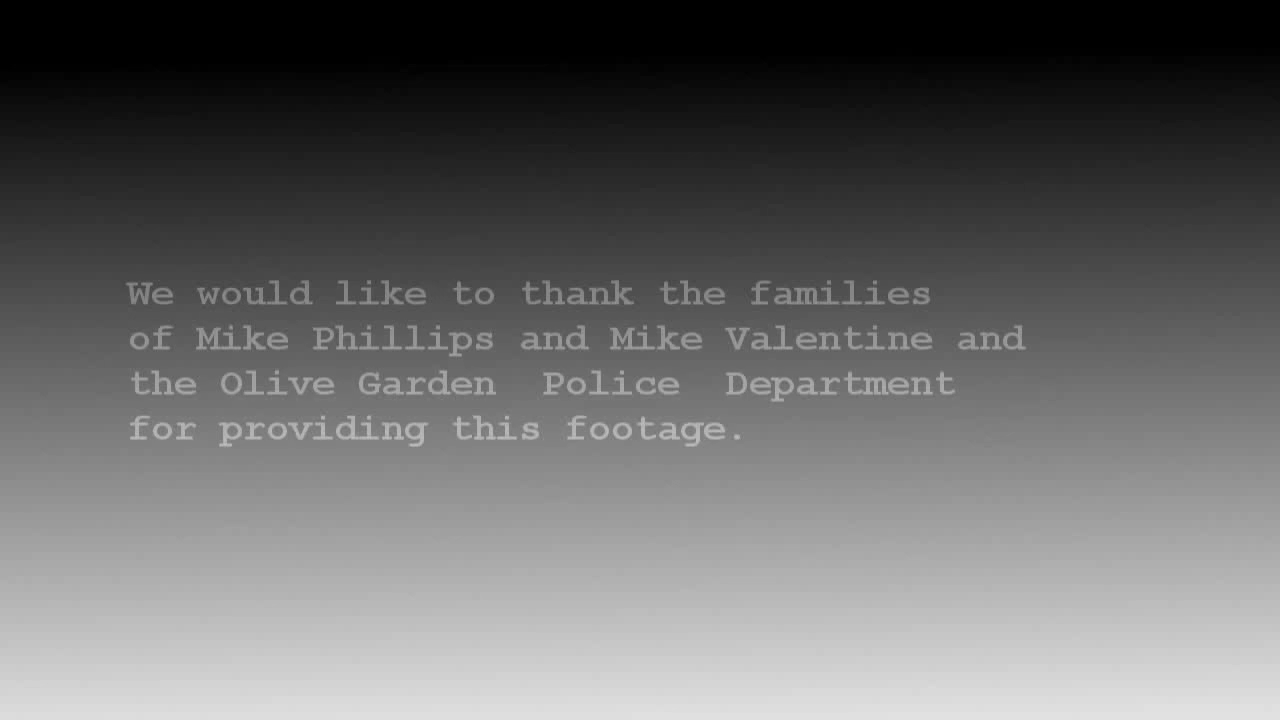 We would like to thank the families
of Mike Phillips and Mike Valentine and
the Olive Garden  Police  Department
for providing this footage.